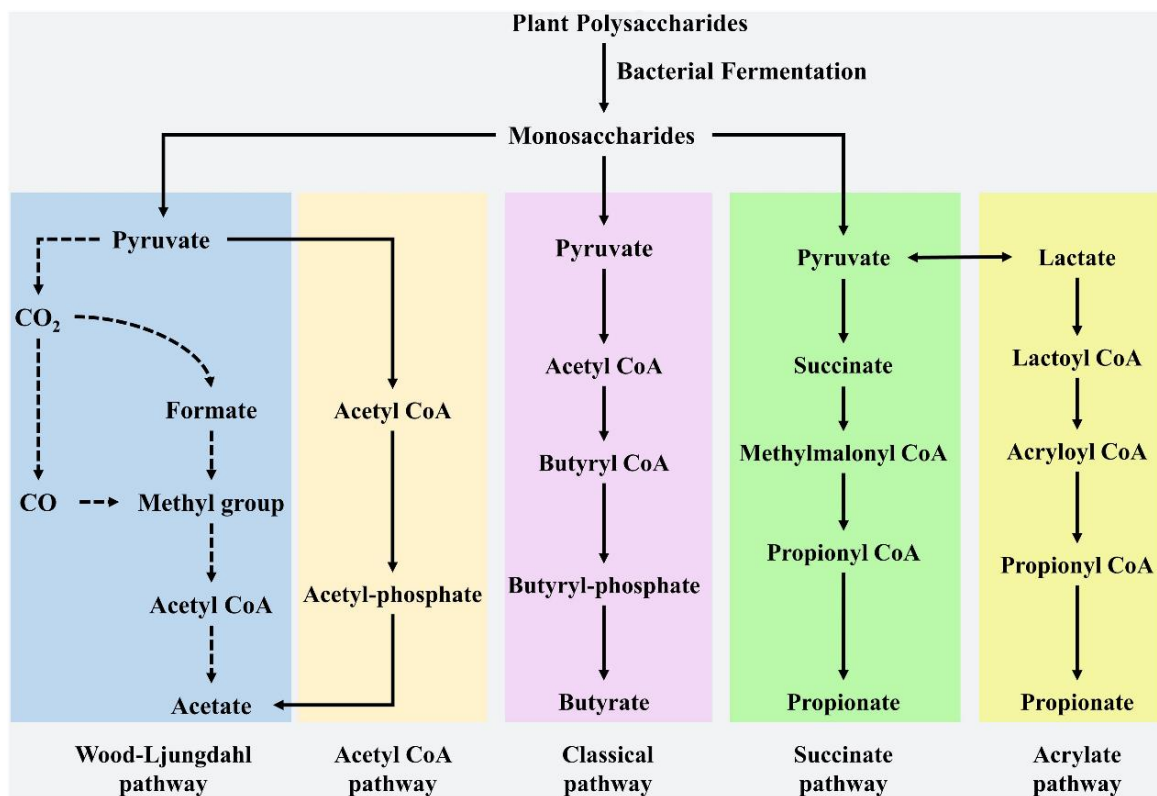 Plant Polysaccharides
Bacterial Fermentation
Monosaccharides
Pyruvate
CO₂
Formate
CO
Methyl group
Acetyl CoA
Acetate
Wood-Ljungdahl
pathway
Acetyl CoA
Acetyl-phosphate
Acetyl CoA
pathway
Pyruvate
Acetyl CoA
Butyryl CoA
Butyryl-phosphate
Butyrate
Classical
pathway
Pyruvate
Succinate
Methylmalonyl CoA
Propionyl CoA
Propionate
Succinate
pathway
Lactate
Lactoyl CoA
Acryloyl CoA
Propionyl CoA
Propionate
Acrylate
pathway